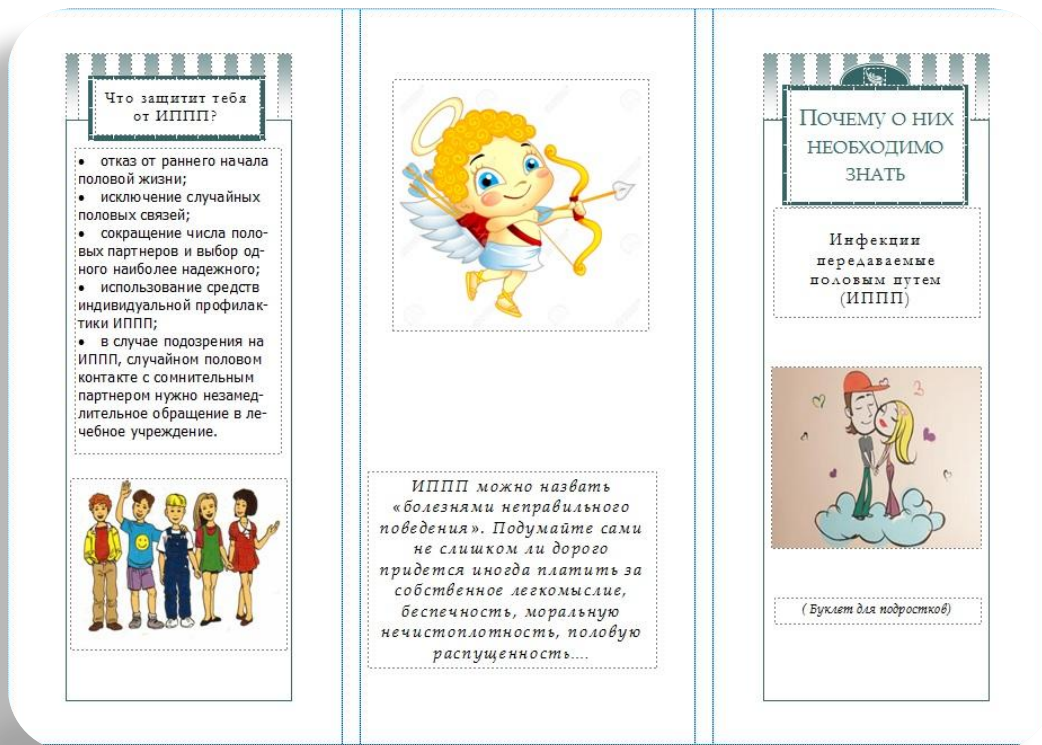 Что защитит тебя
от ИППП?
• отказ от раннего начала
половой жизни;
• исключение случайных
половых связей;
• сокращение числа поло-
вых партнеров и выбор од-
ного наиболее надежного;
• использование средств
индивидуальной профилак-
тики ИППП;
• в случае подозрения на
ИППП, случайном половом
контакте с сомнительным
партнером нужно незамед-
лительное обращение в ле-
чебное учреждение.
ИППП можно назвать
«болезнями неправильного
поведения». Подумайте сами
не слишком ли дорого
придется иногда платить за
собственное легкомыслие,
беспечность, моральную
нечистоплотность, половую
распущенность....
Почему о них
необходимо
знать
Инфекции
передаваемые
половым путем
(ИППП)
( Буклет для подростков)